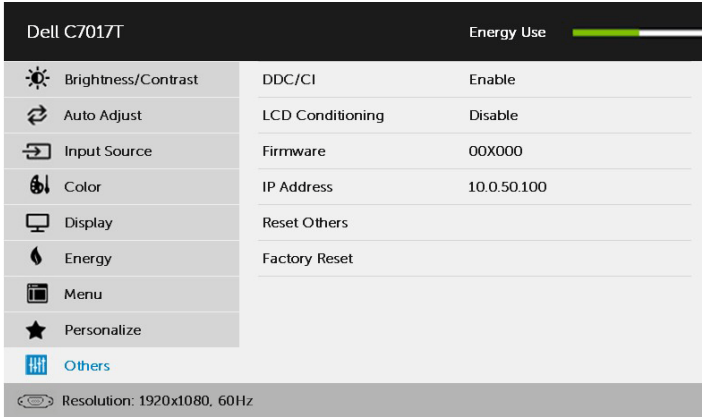 Dell C7017T Energy Use
Brightness/Contrast DDC/CI Enable
Auto Adjust LCD Conditioning Disable
Input Source Firmware 00X000
Color IP Address 10.0.50.100
Display Reset Others
Energy Factory Reset
Menu
Personalize
Others
Resolution: 1920x1080, 60Hz